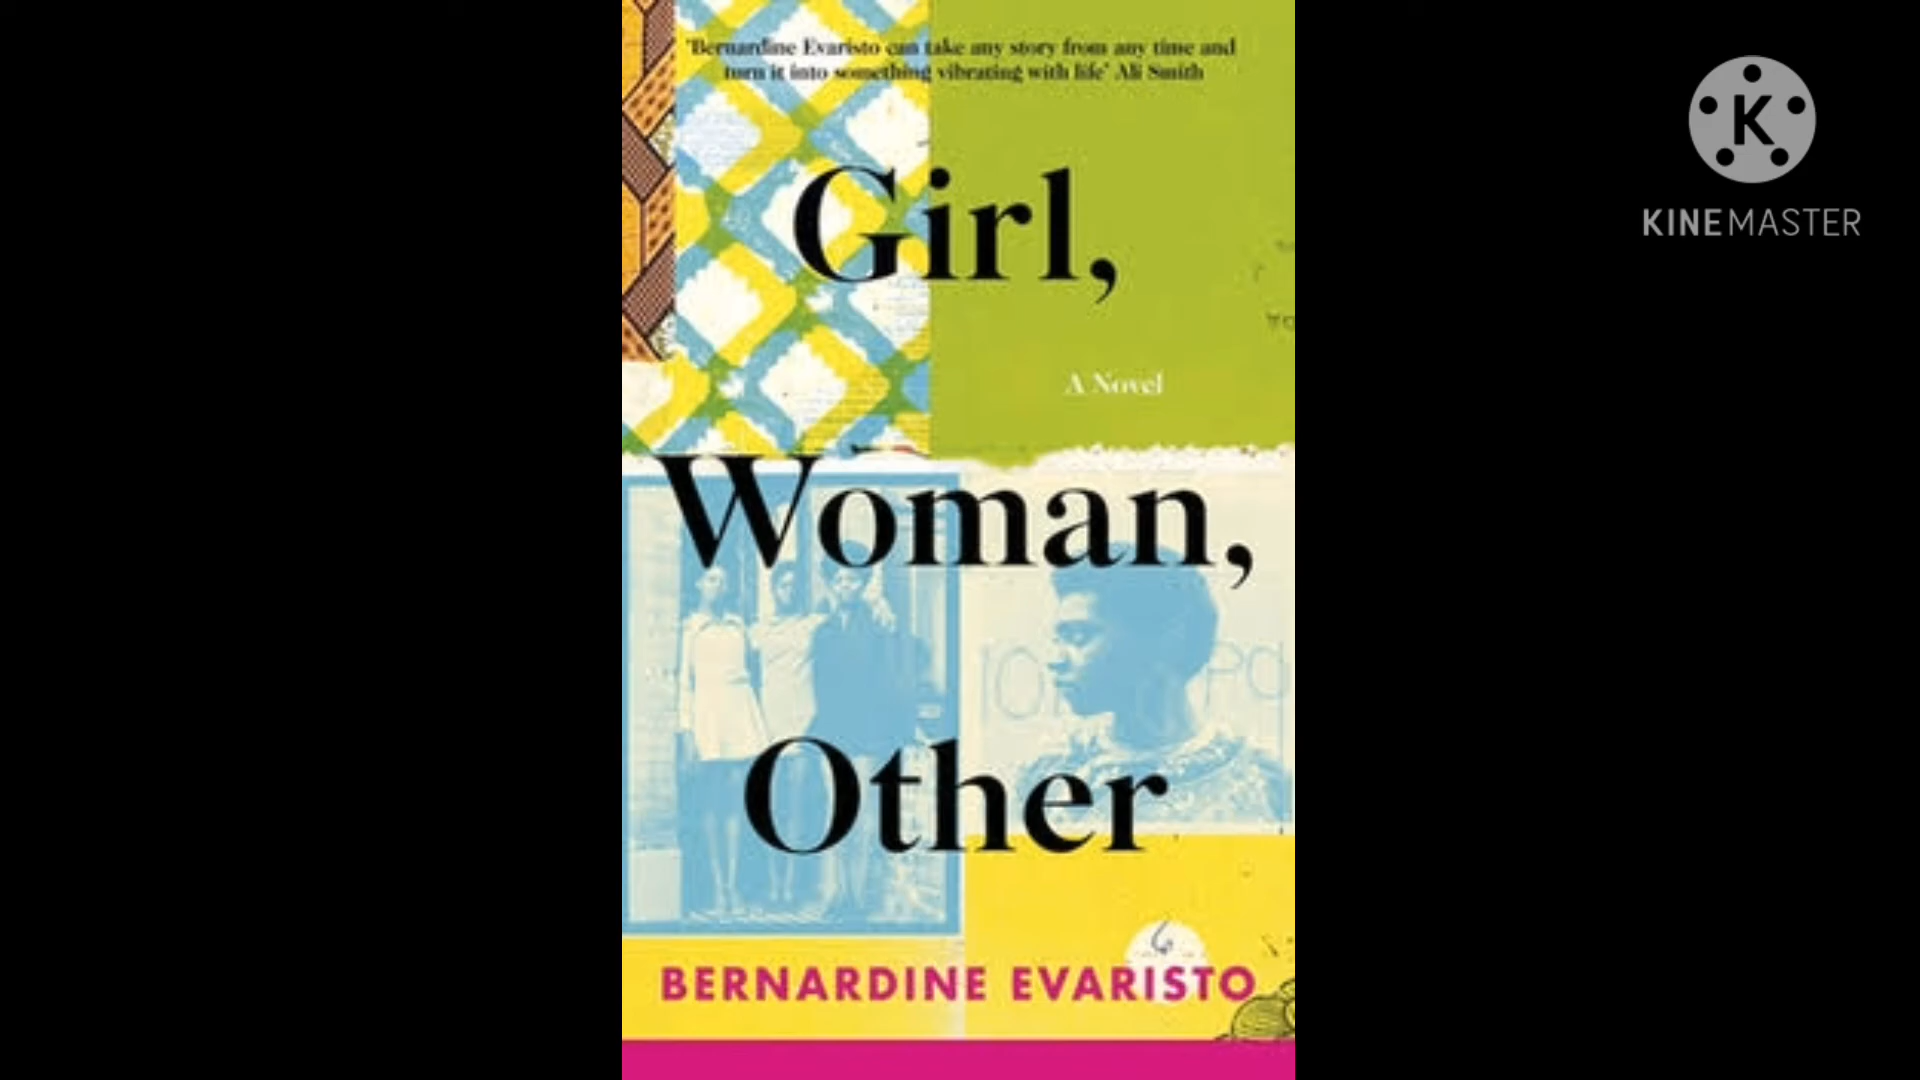 'Bernardine Evaristo can take any story from any time and
turn it into something vibrating with life' Ali Smith
Girl,
A Novel
Woman,
Other
BERNARDINE EVARISTO
K
KINEMASTER